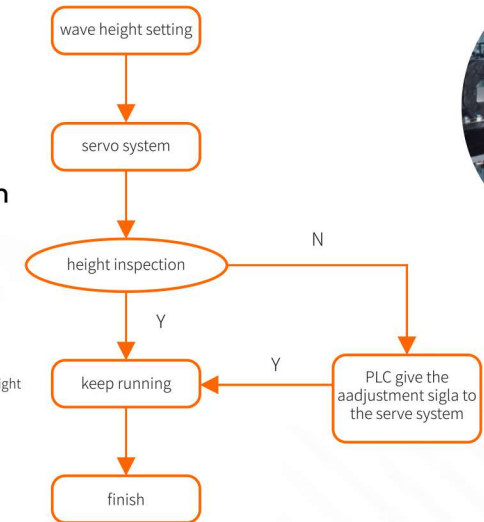 wave height setting
servo system
n
height inspection
N
Y
ight
keep running
Y
PLC give the
aadjustment sigla to
the serve system
finish